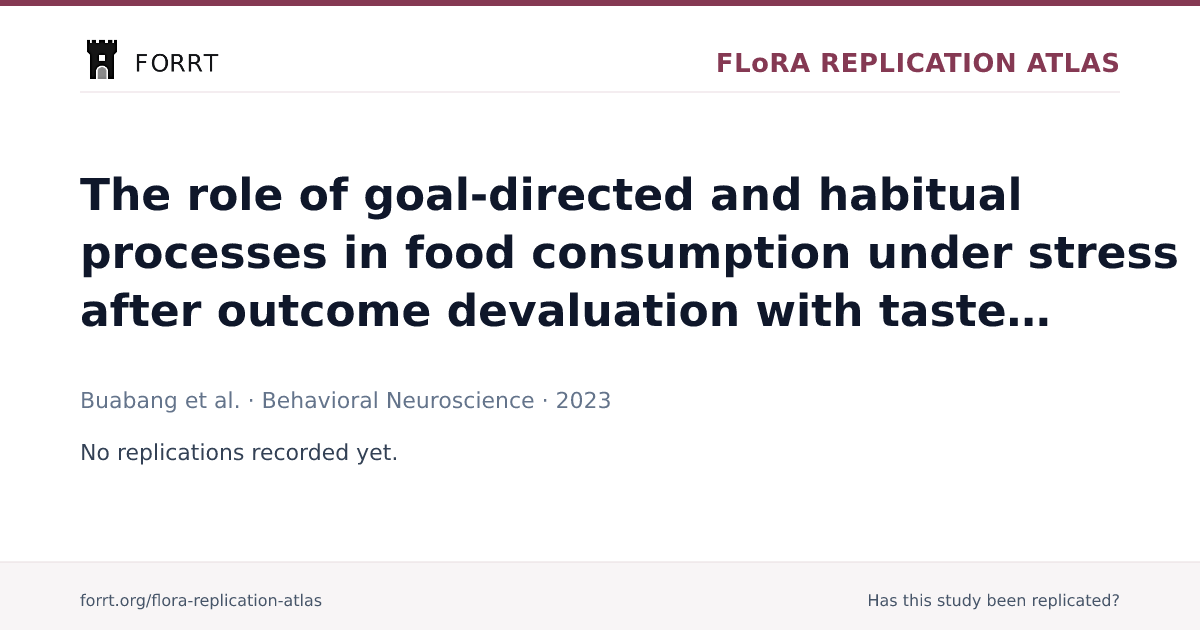 FORRT
FLoRA REPLICATION ATLAS
The role of goal-directed and habitual
processes in food consumption under stress
after outcome devaluation with taste…
Buabang et al. · Behavioral Neuroscience · 2023
No replications recorded yet.
forrt.org/flora-replication-atlas
Has this study been replicated?